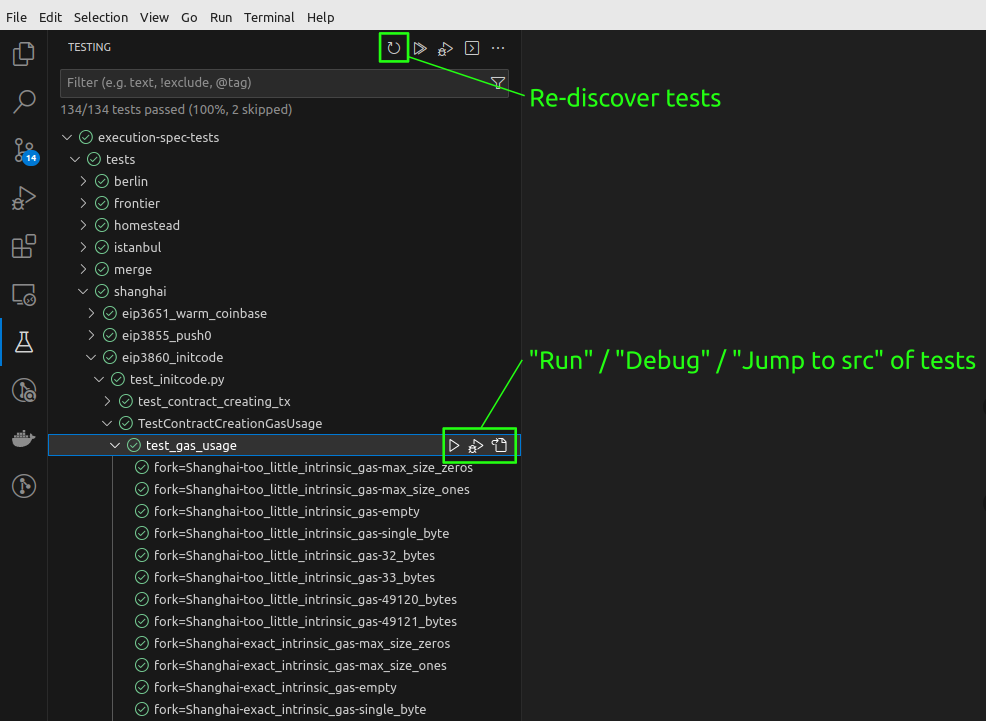 File Edit Selection View Go Run Terminal Help
TESTING
Filter (e.g. text, !exclude, @tag)
Re-discover tests
134/134 tests passed (100%, 2 skipped)
execution-spec-tests
tests
14
berlin
frontier
homestead
istanbul
merge
shanghai
eip3651_warm_coinbase
eip3855_push0
eip3860_initcode
"Run" / "Debug" / "Jump to src" of tests
test_initcode.py
test_contract_creating_tx
TestContractCreationGasUsage
test_gas_usage
fork=Shanghai-too_little_intrinsic_gas-max_size_zeros
fork=Shanghai-too_little_intrinsic_gas-max_size_ones
fork=Shanghai-too_little_intrinsic_gas-empty
fork=Shanghai-too_little_intrinsic_gas-single_byte
fork=Shanghai-too_little_intrinsic_gas-32_bytes
fork=Shanghai-too_little_intrinsic_gas-33_bytes
fork=Shanghai-too_little_intrinsic_gas-49120_bytes
fork=Shanghai-too_little_intrinsic_gas-49121_bytes
fork=Shanghai-exact_intrinsic_gas-max_size_zeros
fork=Shanghai-exact_intrinsic_gas-max_size_ones
fork=Shanghai-exact_intrinsic_gas-empty
fork=Shanghai-exact_intrinsic_gas-single_byte